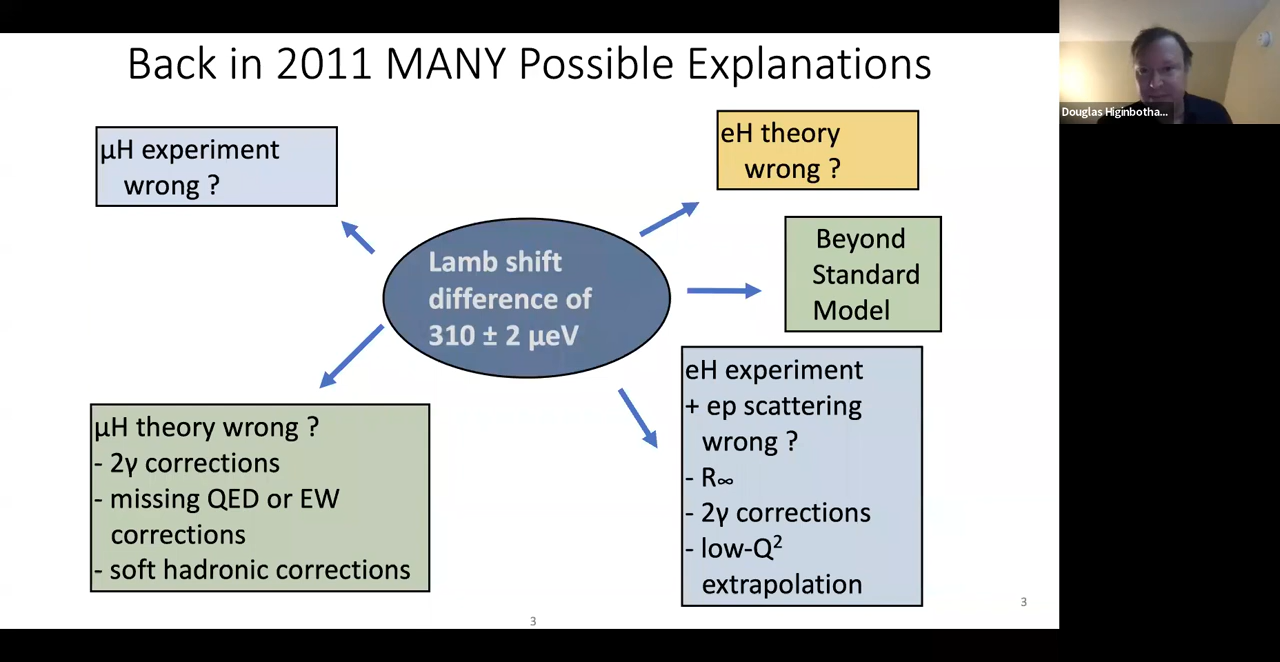 Back in 2011 MANY Possible Explanations
Douglas Higinbotha...
μH experiment
wrong ?
eH theory
wrong ?
Beyond
Standard
Model
Lamb shift
difference of
310 ± 2 μeV
eH experiment
+ ep scattering
wrong ?
- R∞
- 2γ corrections
- low-Q²
extrapolation
μH theory wrong ?
- 2γ corrections
- missing QED or EW
corrections
- soft hadronic corrections
3
3